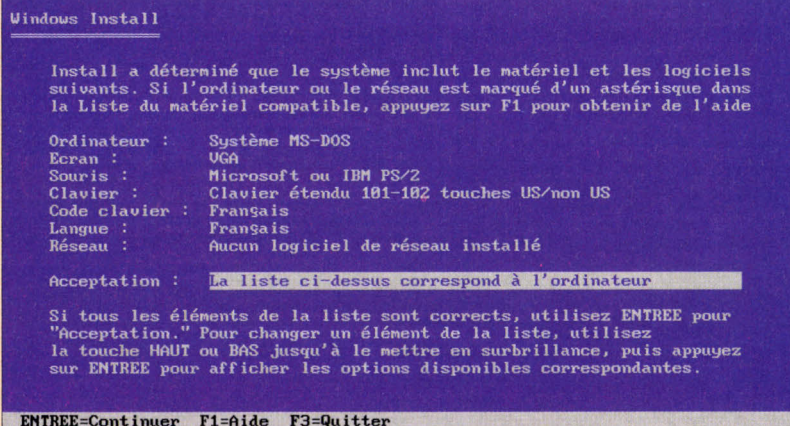 Windows Install
Install a déterminé que le système inclut le matériel et les logiciels
suivants. Si l'ordinateur ou le réseau est marqué d'un astérisque dans
la Liste du matériel compatible, appuyez sur F1 pour obtenir de l'aide
Ordinateur : Système MS-DOS
Ecran : VGA
Souris : Microsoft ou IBM PS/2
Clavier : Clavier étendu 101-102 touches US/non US
Code clavier : Français
Langue : Français
Réseau : Aucun logiciel de réseau installé
Acceptation : La liste ci-dessus correspond à l'ordinateur
Si tous les éléments de la liste sont corrects, utilisez ENTREE pour
"Acceptation." Pour changer un élément de la liste, utilisez
la touche HAUT ou BAS jusqu'à le mettre en surbrillance, puis appuyez
sur ENTREE pour afficher les options disponibles correspondantes.
ENTREE=Continuer F1=Aide F3=Quitter